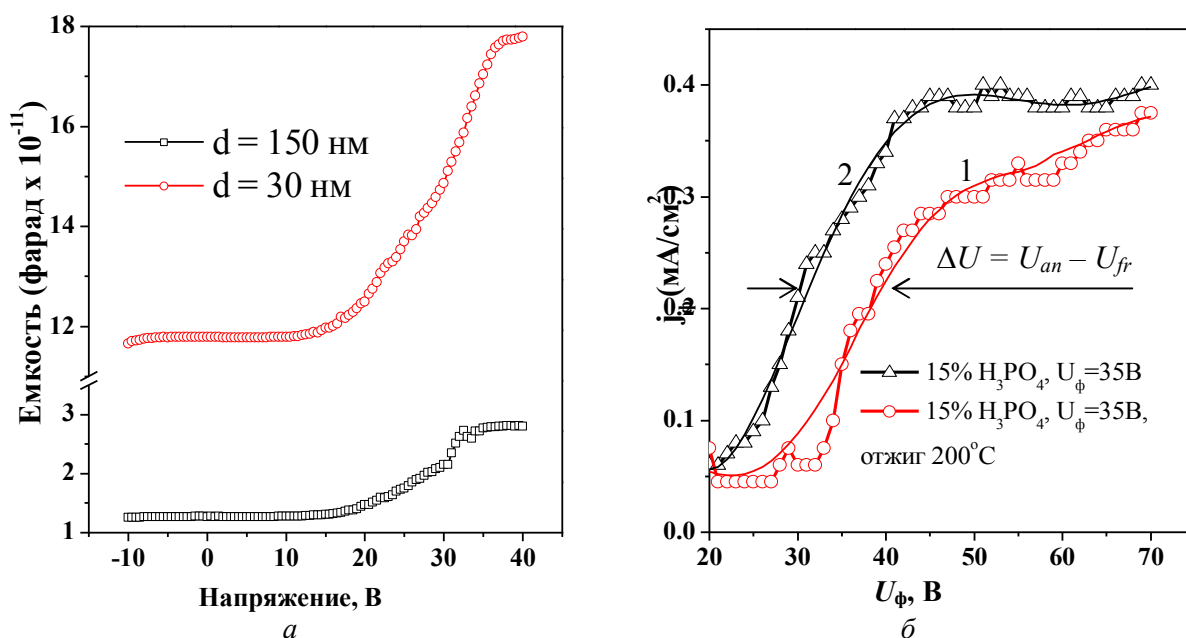 18
16
14
12
3
2
1
Емкость (фарад x 10⁻¹¹)
d = 150 нм
d = 30 нм
-10 0 10 20 30 40
Напряжение, В
а
0.4
0.3
0.2
0.1
0.0
(мА/см²)
2
1
ΔU = Uₐₙ – U_fr
15% H₃PO₄, U_ф=35В
15% H₃PO₄, U_ф=35В,
отжиг 200°С
20 30 40 50 60 70
U_ф, В
б